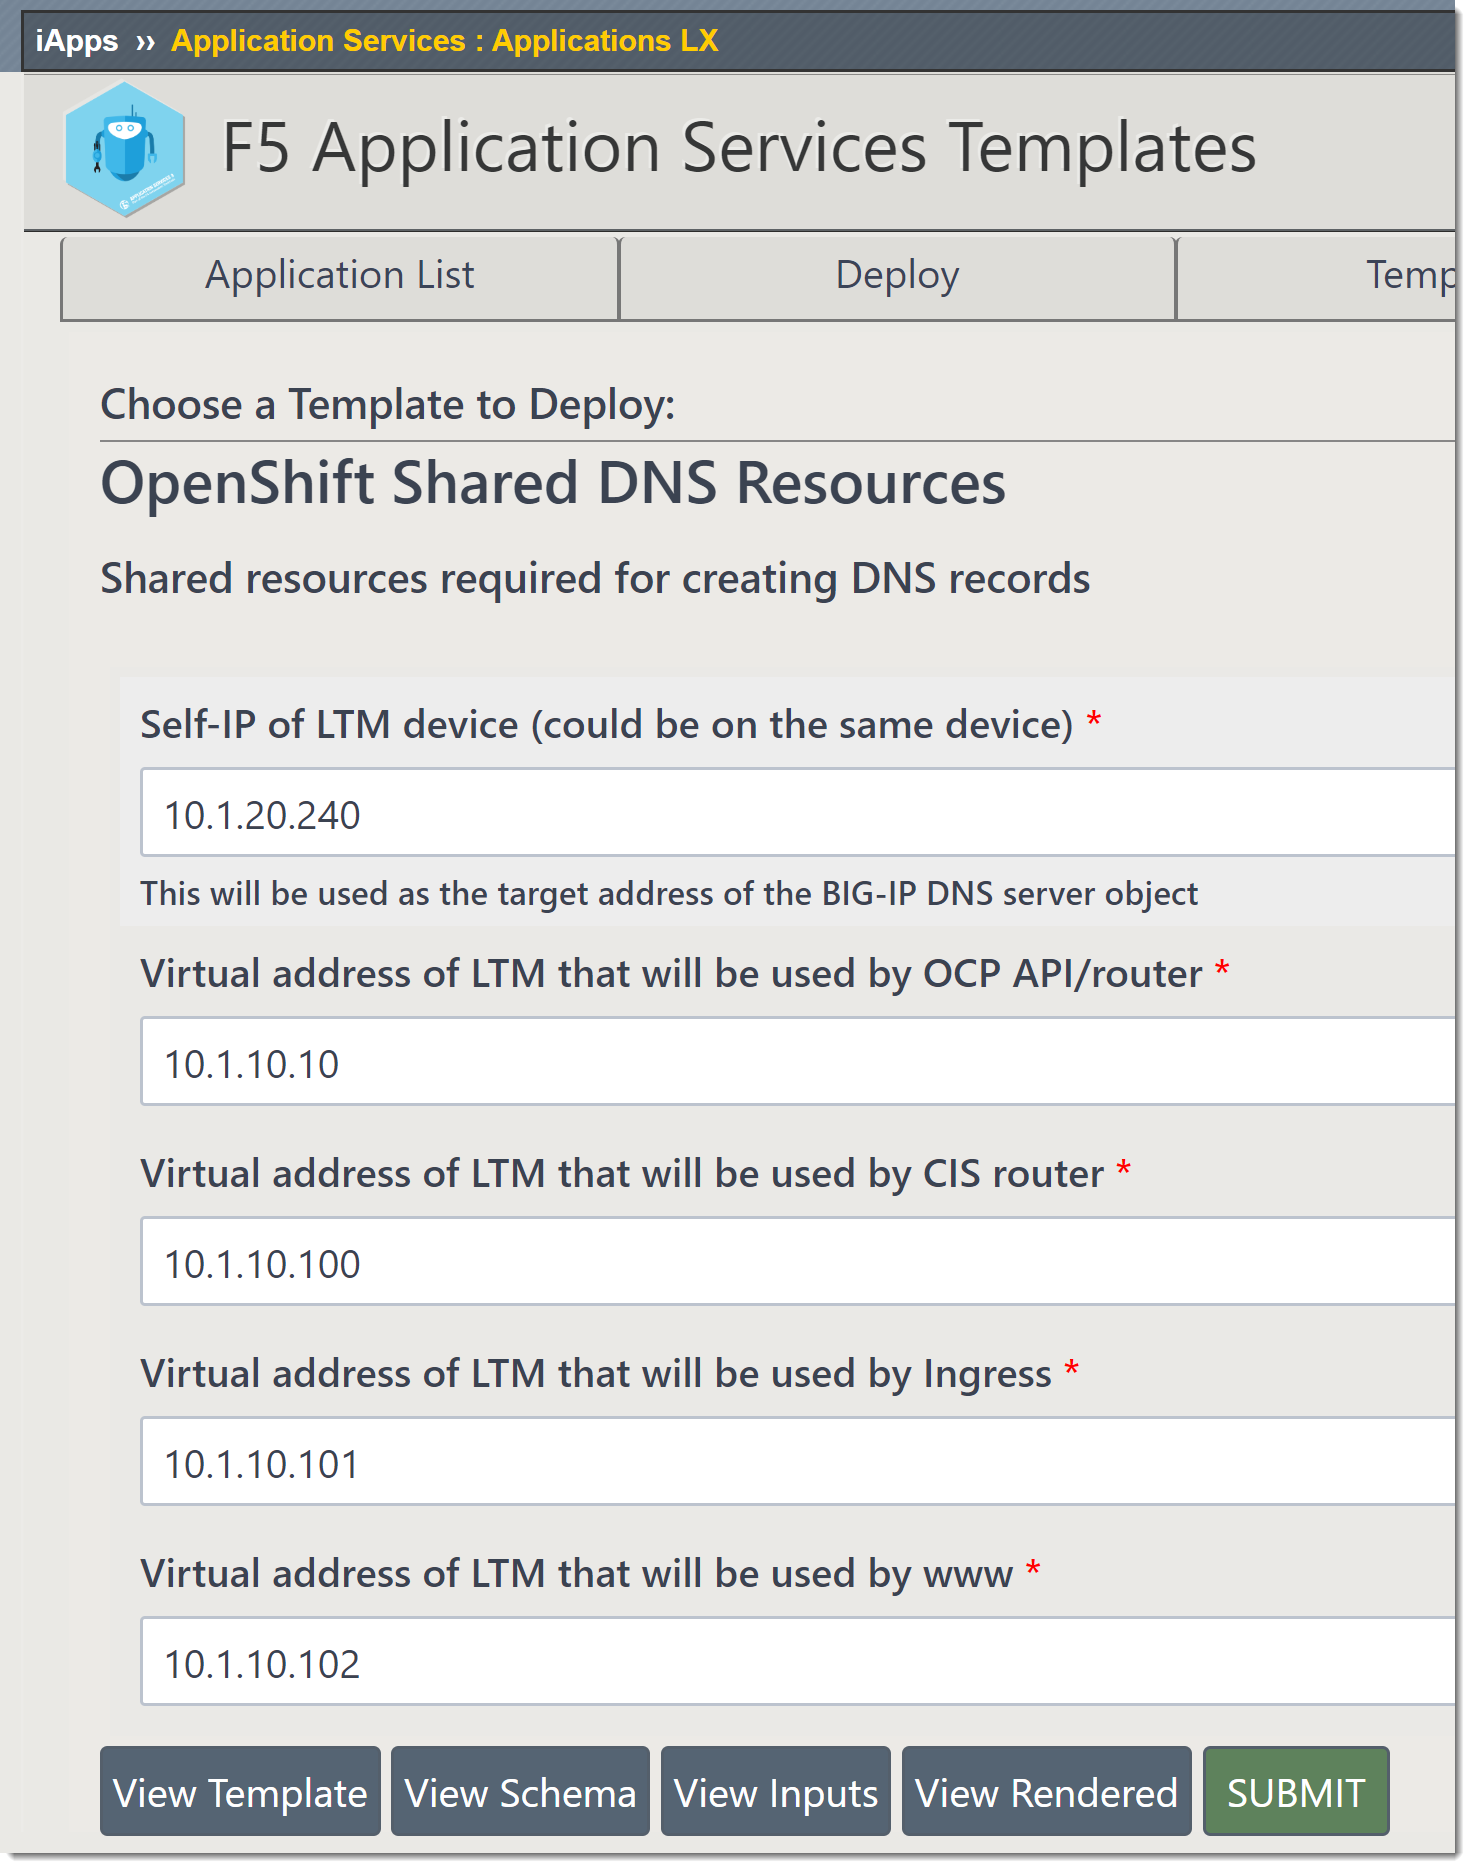 iApps ›› Application Services : Applications LX
F5 Application Services Templates
Application List
Deploy
Temp
Choose a Template to Deploy:
OpenShift Shared DNS Resources
Shared resources required for creating DNS records
Self-IP of LTM device (could be on the same device) *
10.1.20.240
This will be used as the target address of the BIG-IP DNS server object
Virtual address of LTM that will be used by OCP API/router *
10.1.10.10
Virtual address of LTM that will be used by CIS router *
10.1.10.100
Virtual address of LTM that will be used by Ingress *
10.1.10.101
Virtual address of LTM that will be used by www *
10.1.10.102
View Template
View Schema
View Inputs
View Rendered
SUBMIT